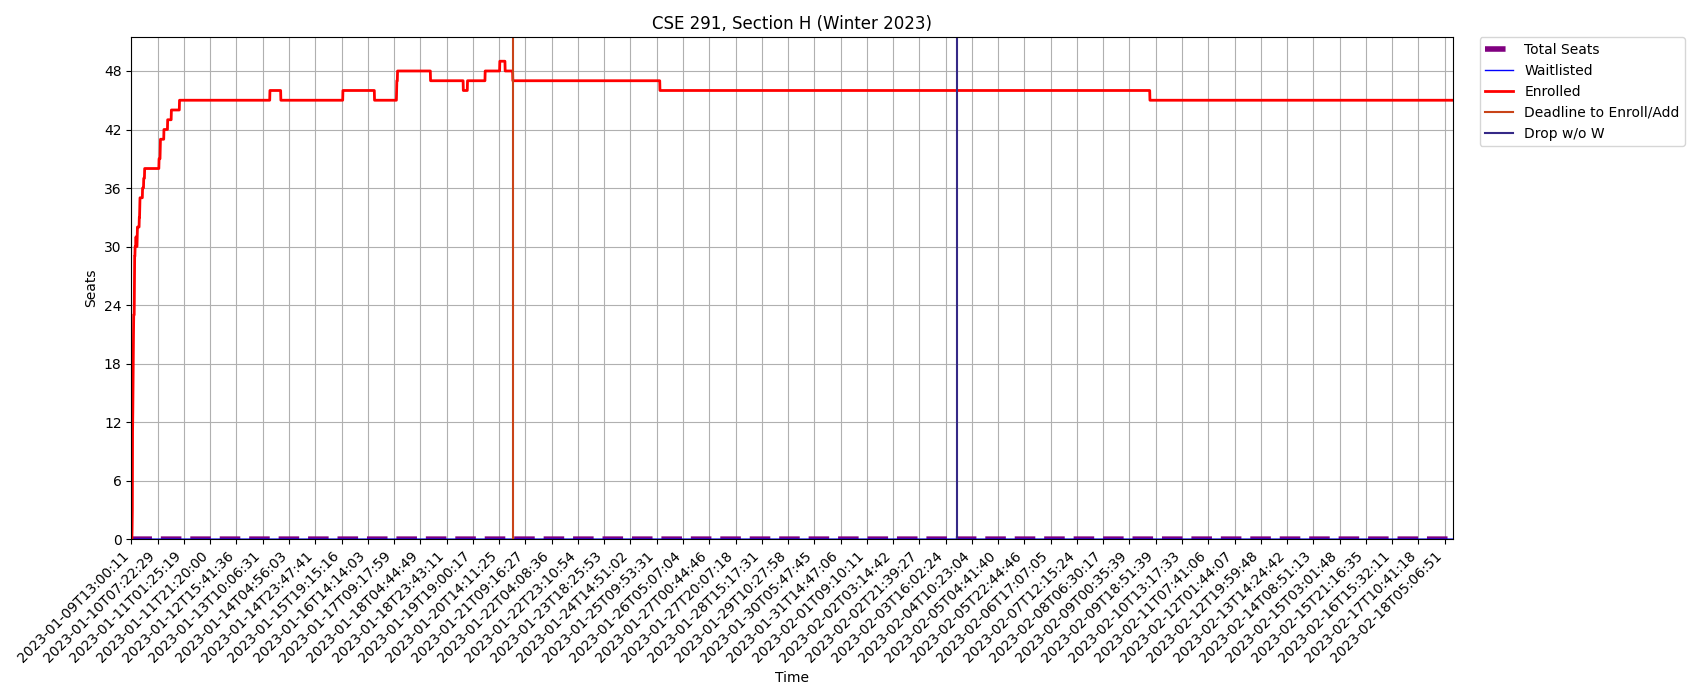 CSE 291, Section H (Winter 2023)
Total Seats
Waitlisted
Enrolled
Deadline to Enroll/Add
Drop w/o W
Seats
48
42
36
30
24
18
12
6
0
2023-01-09T13:00:11
2023-01-10T07:22:29
2023-01-11T01:25:19
2023-01-11T21:20:00
2023-01-12T15:41:36
2023-01-13T10:06:31
2023-01-14T04:56:03
2023-01-14T23:47:41
2023-01-15T19:15:16
2023-01-16T14:14:03
2023-01-17T09:17:59
2023-01-18T04:44:49
2023-01-18T23:43:11
2023-01-19T19:00:17
2023-01-20T14:11:25
2023-01-21T09:16:27
2023-01-22T04:08:36
2023-01-22T23:10:54
2023-01-23T18:25:53
2023-01-24T14:51:02
2023-01-25T09:53:31
2023-01-26T05:07:04
2023-01-27T00:44:46
2023-01-27T20:07:18
2023-01-28T15:17:31
2023-01-29T10:27:58
2023-01-30T05:47:45
2023-01-31T14:47:06
2023-02-01T09:10:11
2023-02-02T03:14:42
2023-02-02T21:39:27
2023-02-03T16:02:24
2023-02-04T10:23:04
2023-02-05T04:41:40
2023-02-05T22:44:46
2023-02-06T17:07:05
2023-02-07T12:15:24
2023-02-08T06:30:17
2023-02-09T00:35:39
2023-02-09T18:51:39
2023-02-10T13:17:33
2023-02-11T07:41:06
2023-02-12T01:44:07
2023-02-12T19:59:48
2023-02-13T14:24:42
2023-02-14T08:51:13
2023-02-15T03:01:48
2023-02-15T21:16:35
2023-02-16T15:32:11
2023-02-17T10:41:18
2023-02-18T05:06:51
Time